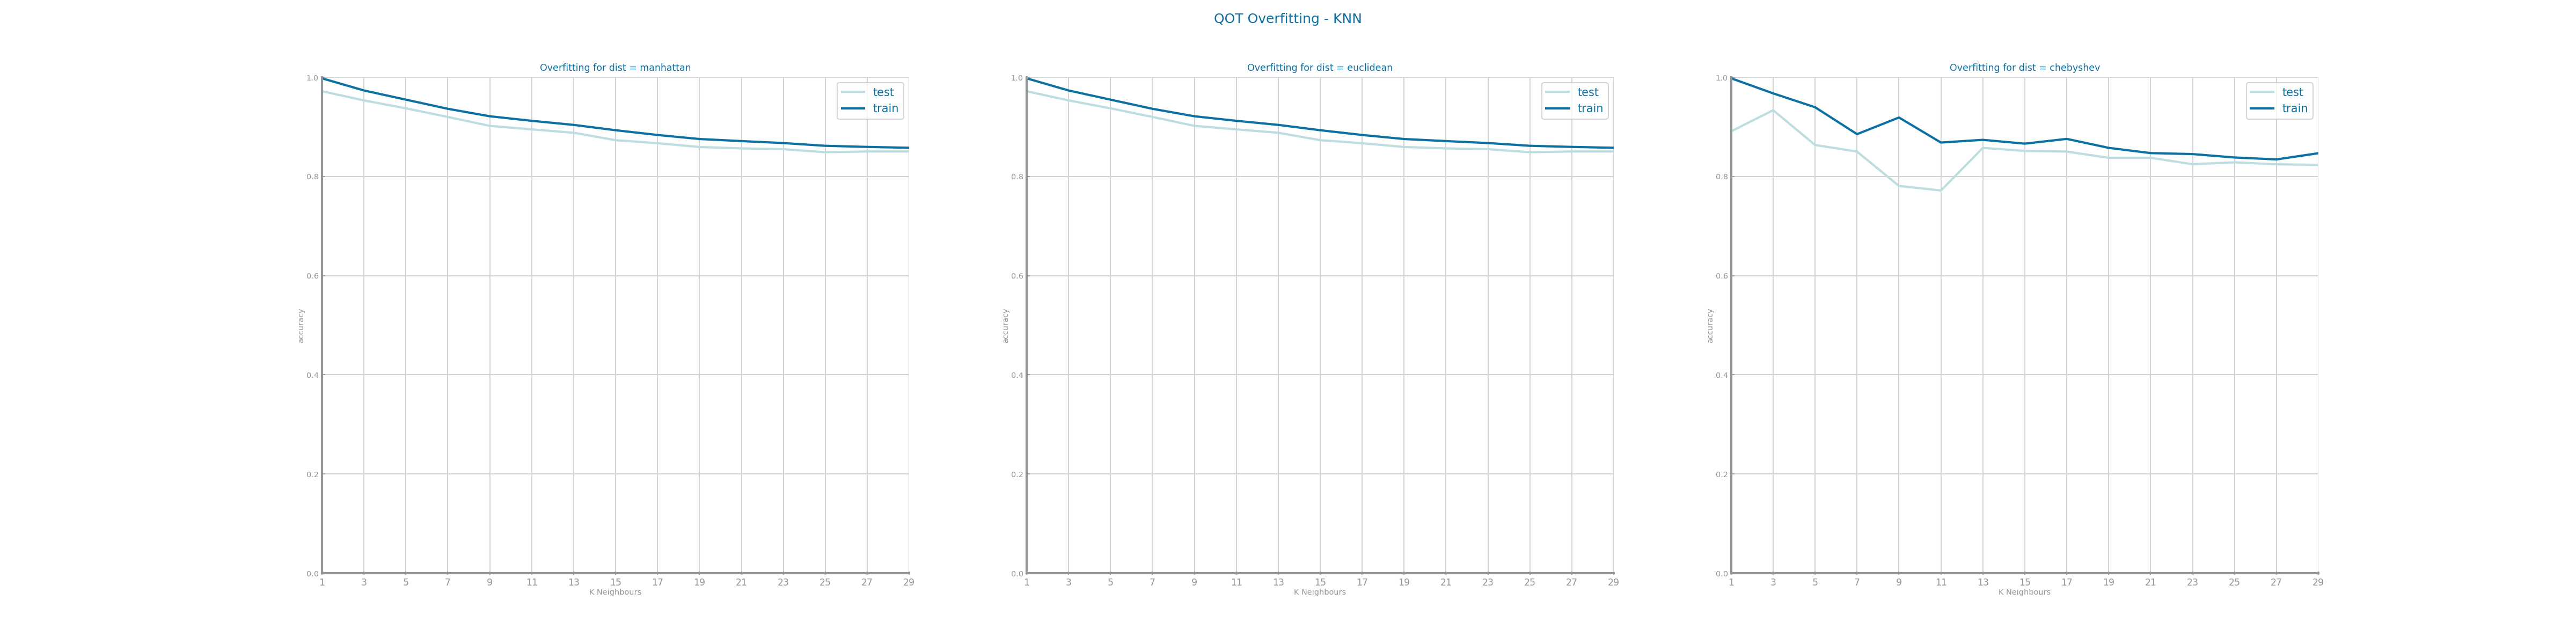 QOT Overfitting - KNN
Overfitting for dist = manhattan
1.0
0.8
0.6
0.4
0.2
0.0
accuracy
test
train
1 3 5 7 9 11 13 15 17 19 21 23 25 27 29
K Neighbours
Overfitting for dist = euclidean
1.0
0.8
0.6
0.4
0.2
0.0
accuracy
test
train
1 3 5 7 9 11 13 15 17 19 21 23 25 27 29
K Neighbours
Overfitting for dist = chebyshev
1.0
0.8
0.6
0.4
0.2
0.0
accuracy
test
train
1 3 5 7 9 11 13 15 17 19 21 23 25 27 29
K Neighbours